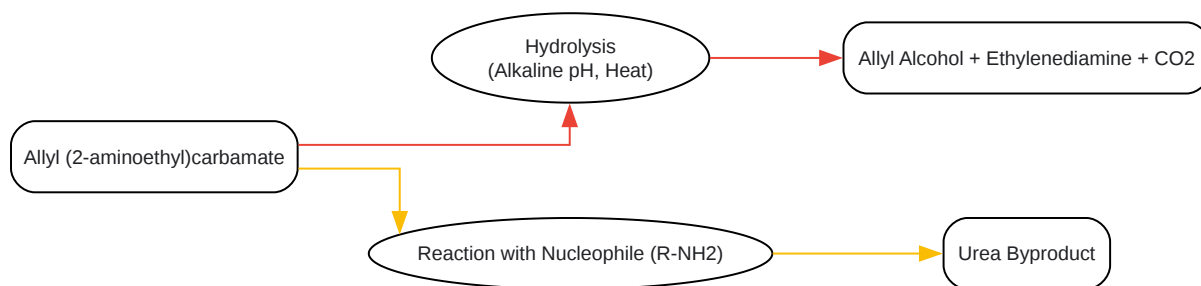 Hydrolysis
(Alkaline pH, Heat)
Allyl Alcohol + Ethylenediamine + CO2
Allyl (2-aminoethyl)carbamate
Reaction with Nucleophile (R-NH2)
Urea Byproduct